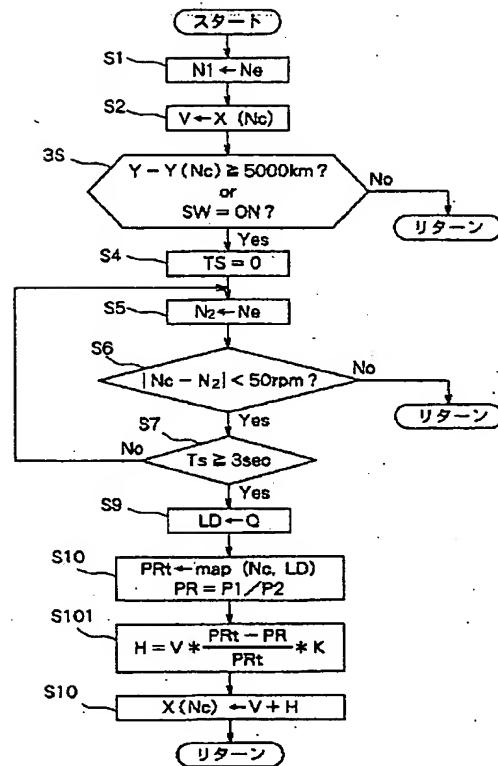 スタート
S1
N1 ← Ne
S2
V ← X (Nc)
3S
Y − Y (Nc) ≧ 5000km ?
or
SW = ON ?
No
リターン
Yes
S4
TS = 0
S5
N₂ ← Ne
S6
|Nc − N₂| < 50rpm ?
No
リターン
Yes
S7
No
Ts ≧ 3sec
Yes
S9
LD ← Q
S10
PRt ← map (Nc, LD)
PR = P1／P2
S101
H = V * (PRt − PR) / PRt * K
S10
X (Nc) ← V + H
リターン